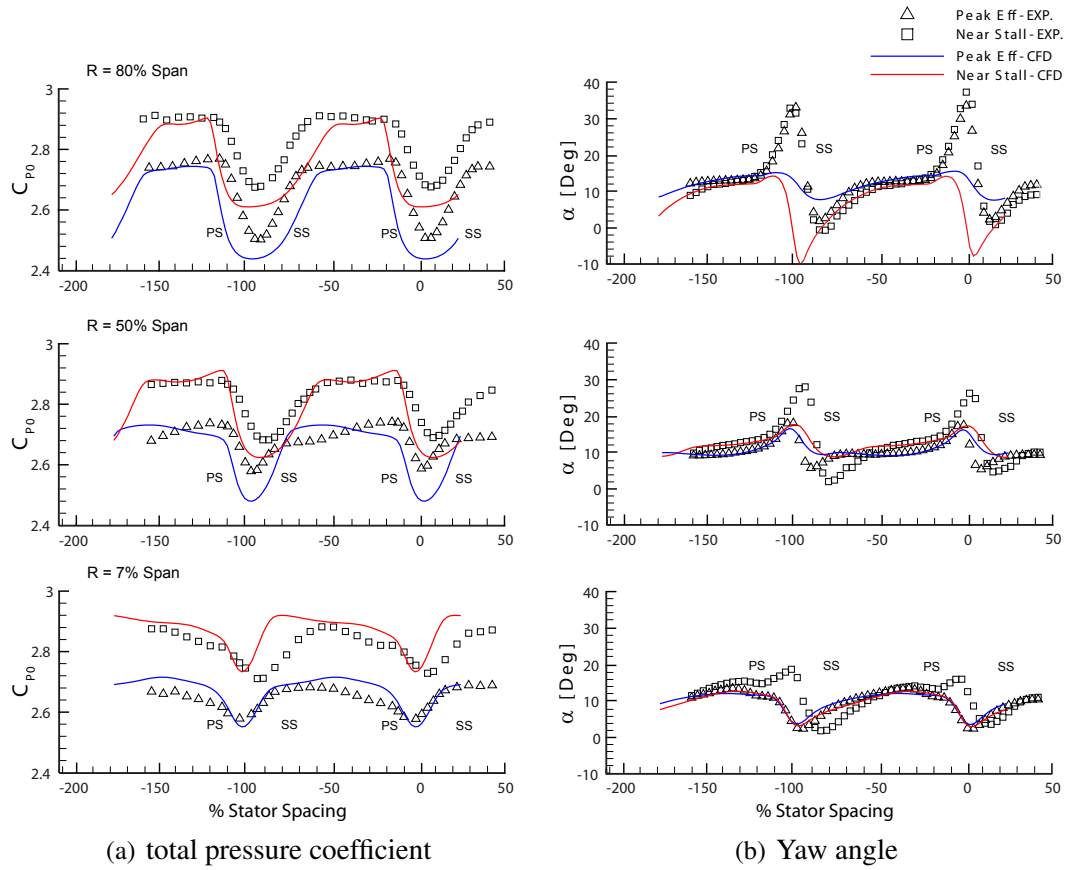 Peak Eff-EXP.
Near Stall-EXP.
Peak Eff-CFD
Near Stall-CFD
R = 80% Span
3
2.8
2.6
2.4
CP0
PS
SS
PS
SS
-200
-150
-100
-50
0
50
40
30
20
10
0
-10
α [Deg]
PS
SS
PS
SS
-200
-150
-100
-50
0
50
R = 50% Span
3
2.8
2.6
2.4
CP0
PS
SS
PS
SS
-200
-150
-100
-50
0
50
40
30
20
10
0
-10
α [Deg]
PS
SS
PS
SS
-200
-150
-100
-50
0
50
R = 7% Span
3
2.8
2.6
2.4
CP0
PS
SS
PS
SS
-200
-150
-100
-50
0
50
% Stator Spacing
40
30
20
10
0
-10
α [Deg]
PS
SS
PS
SS
-200
-150
-100
-50
0
50
% Stator Spacing
(a) total pressure coefficient
(b) Yaw angle